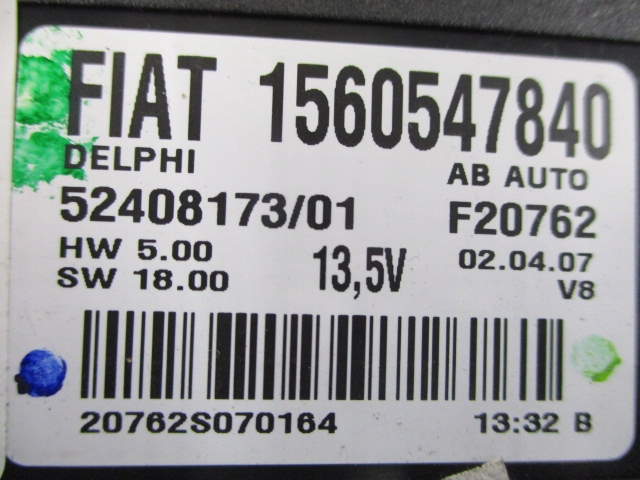 FIAT 1560547840
DELPHI AB AUTO
52408173/01 F20762
HW 5.00 13,5V 02.04.07
SW 18.00 V8
20762S070164 13:32 B